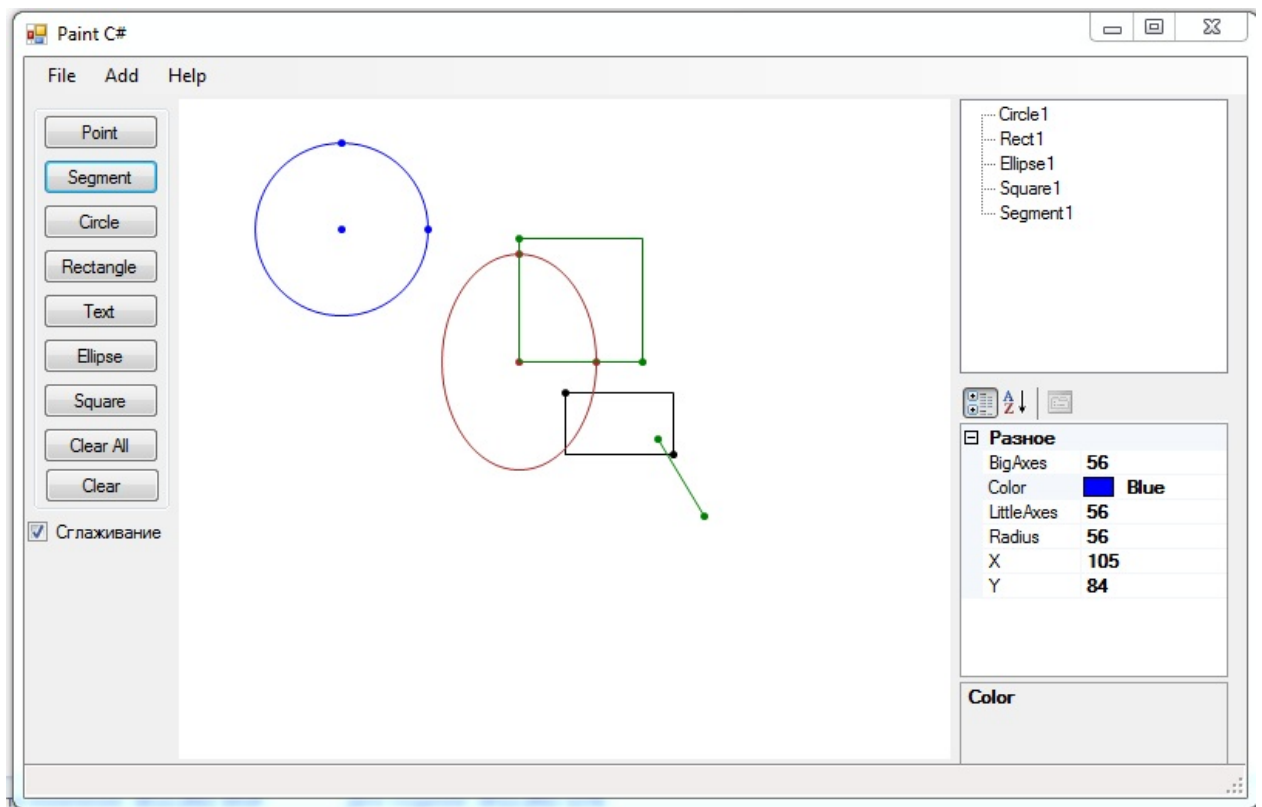 Paint C#
File Add Help
Point
Segment
Circle
Rectangle
Text
Ellipse
Square
Clear All
Clear
Сглаживание
Circle1
Rect1
Ellipse1
Square1
Segment1
A
Z
Разное
BigAxes 56
Color Blue
LittleAxes 56
Radius 56
X 105
Y 84
Color